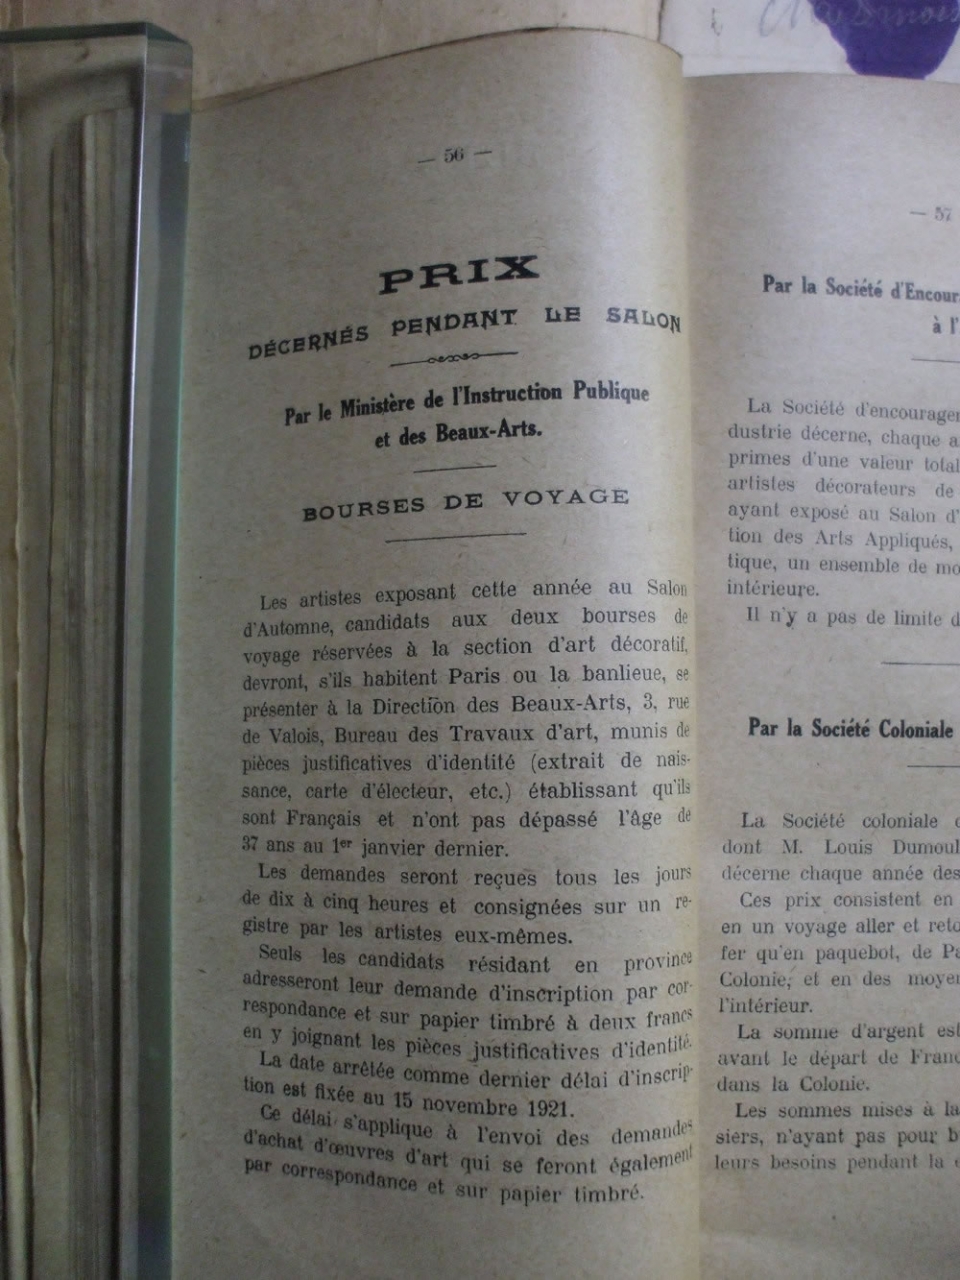 — 56 —
PRIX
DÉCERNÉS PENDANT LE SALON
Par le Ministère de l'Instruction Publique
et des Beaux-Arts.
BOURSES DE VOYAGE
Les artistes exposant cette année au Salon
d'Automne, candidats aux deux bourses de
voyage réservées à la section d'art décoratif,
devront, s'ils habitent Paris ou la banlieue, se
présenter à la Direction des Beaux-Arts, 3, rue
de Valois, Bureau des Travaux d'art, munis de
pièces justificatives d'identité (extrait de nais-
sance, carte d'électeur, etc.) établissant qu'ils
sont Français et n'ont pas dépassé l'âge de
37 ans au 1er janvier dernier.
Les demandes seront reçues tous les jours
de dix à cinq heures et consignées sur un re-
gistre par les artistes eux-mêmes.
Seuls les candidats résidant en province
adresseront leur demande d'inscription par cor-
respondance et sur papier timbré à deux francs
en y joignant les pièces justificatives d'identité.
La date arrêtée comme dernier délai d'inscrip-
tion est fixée au 15 novembre 1921.
Ce délai s'applique à l'envoi des demandes
d'achat d'œuvres d'art qui se feront également
par correspondance et sur papier timbré.
— 57
Par la Société d'Encour
à l'
La Société d'encourage
dustrie décerne, chaque a
primes d'une valeur total
artistes décorateurs de
ayant exposé au Salon d'
tion des Arts Appliqués,
tique, un ensemble de mo
intérieure.
Il n'y a pas de limite d
Par la Société Coloniale
La Société coloniale
dont M. Louis Dumoul
décerne chaque année des
Ces prix consistent en
en un voyage aller et reto
fer qu'en paquebot, de Pa
Colonie, et en des moye
l'intérieur.
La somme d'argent est
avant le départ de Franc
dans la Colonie.
Les sommes mises à la
siers, n'ayant pas pour b
leurs besoins pendant la